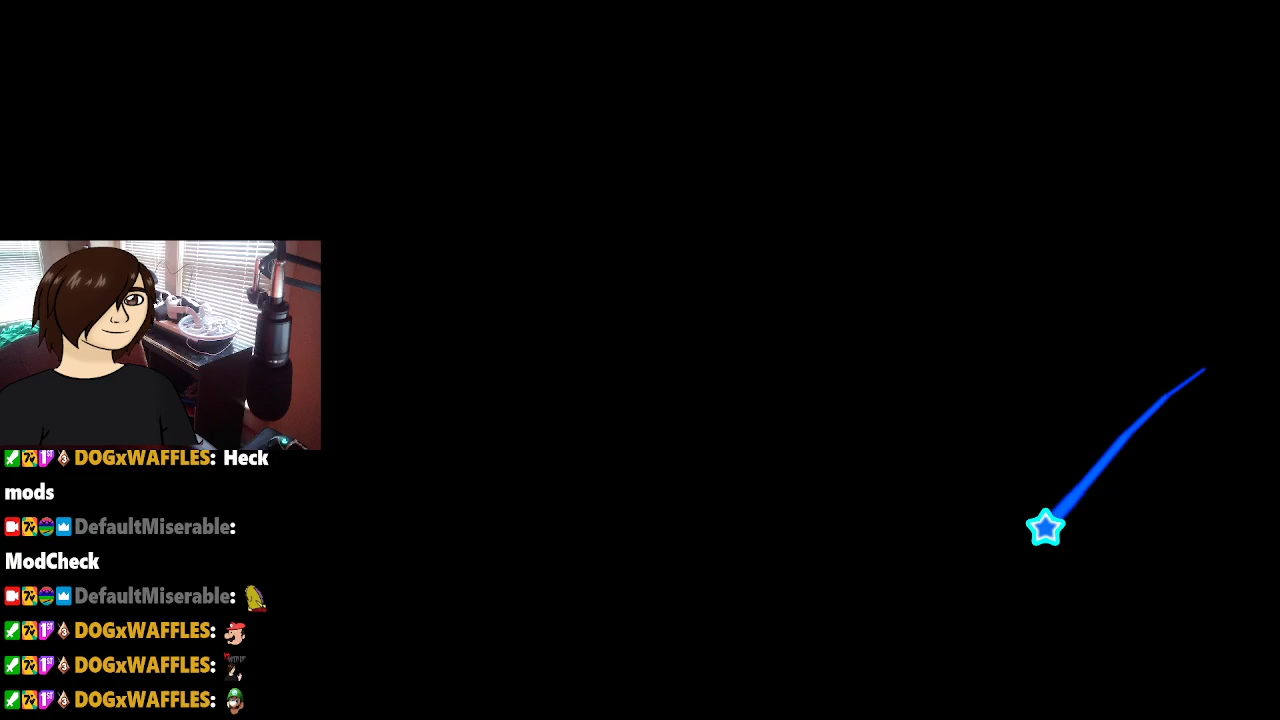 DOGxWAFFLES: Heck
mods
DefaultMiserable:
ModCheck
DefaultMiserable:
DOGxWAFFLES:
DOGxWAFFLES:
DOGxWAFFLES: